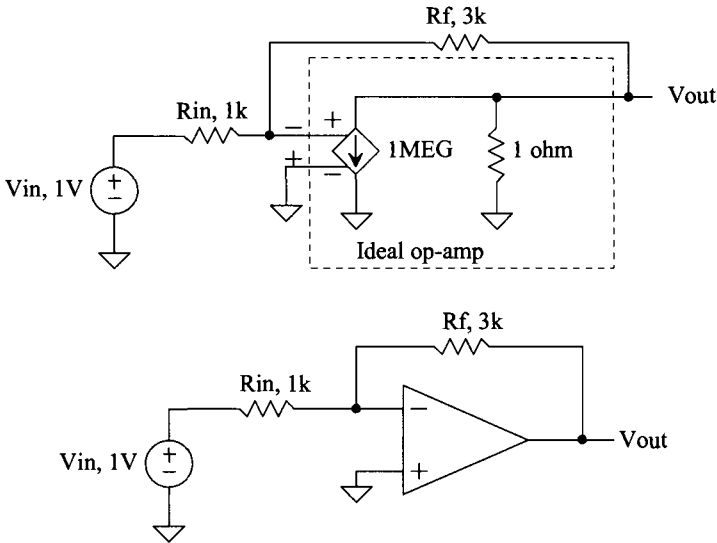 Rf, 3k
Vout
Rin, 1k
− +
1MEG
1 ohm
+
−
Vin, 1V
+
−
Ideal op-amp
Rf, 3k
Rin, 1k
−
Vout
Vin, 1V
+
−
+